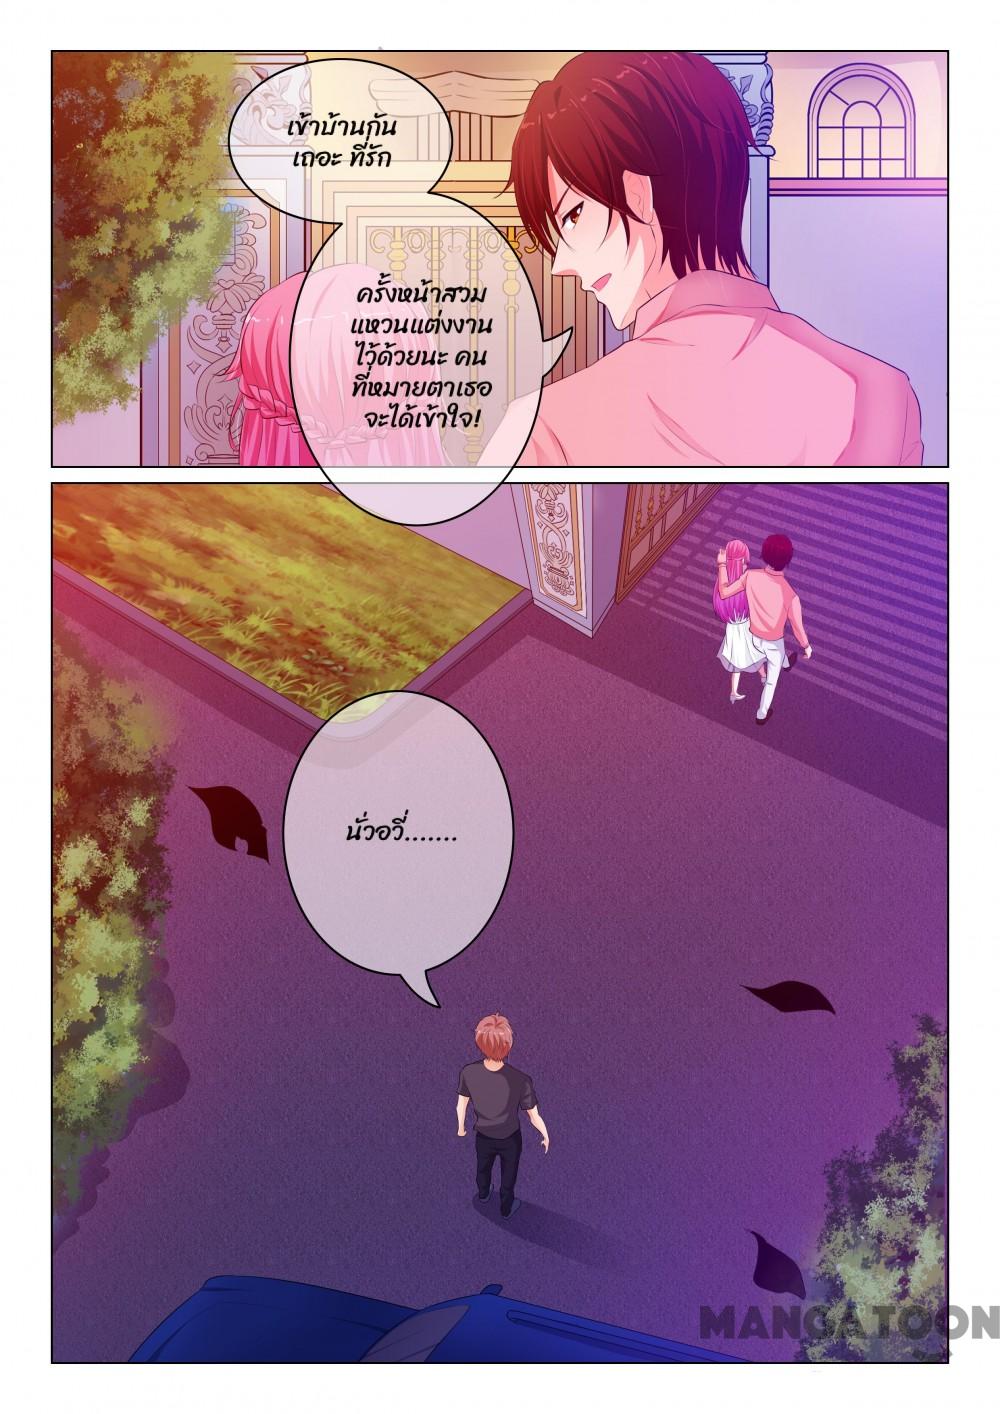 เข้าบ้านกัน
เถอะ ที่รัก
ครั้งหน้าสวม
แหวนแต่งงาน
ไว้ด้วยนะ คน
ที่หมายตาเธอ
จะได้เข้าใจ!
นั่วอวี่.......
MANGATOON